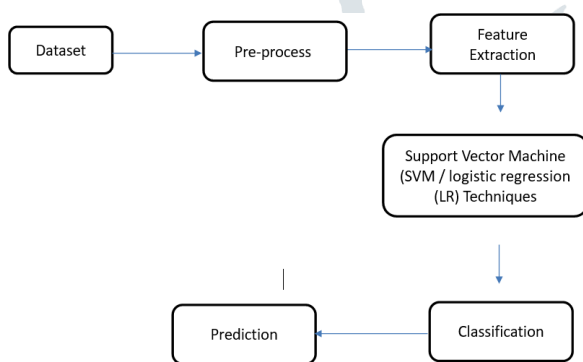 Dataset
Pre-process
Feature
Extraction
Support Vector Machine
(SVM / logistic regression
(LR) Techniques
Classification
Prediction